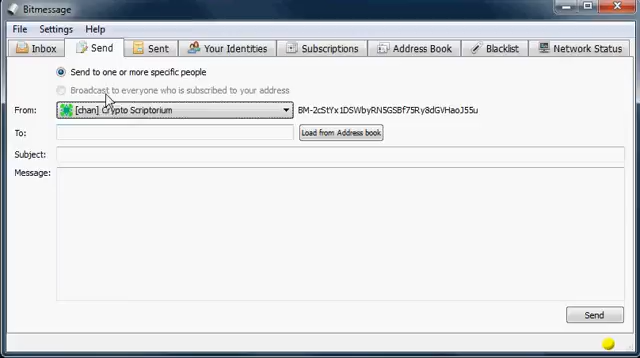 Bitmessage
File Settings Help
Inbox Send Sent Your Identities Subscriptions Address Book Blacklist Network Status
Send to one or more specific people
Broadcast to everyone who is subscribed to your address
From: [chan] Crypto Scriptorium
To: Load from Address book
Subject:
Message:
Send